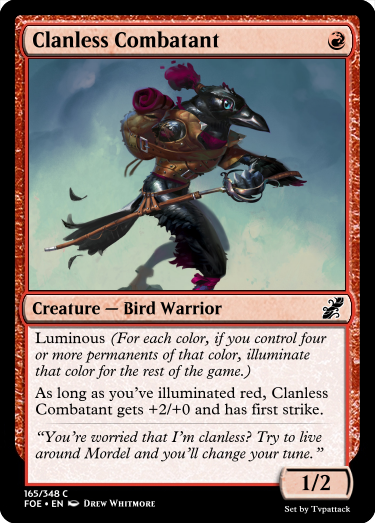 Clanless Combatant
Creature — Bird Warrior
Luminous (For each color, if you control four
or more permanents of that color, illuminate
that color for the rest of the game.)
As long as you’ve illuminated red, Clanless
Combatant gets +2/+0 and has first strike.
“You’re worried that I’m clanless? Try to live
around Mordel and you’ll change your tune.”
1/2
165/348 C
FOE • EN Drew Whitmore
Set by Tvpattack